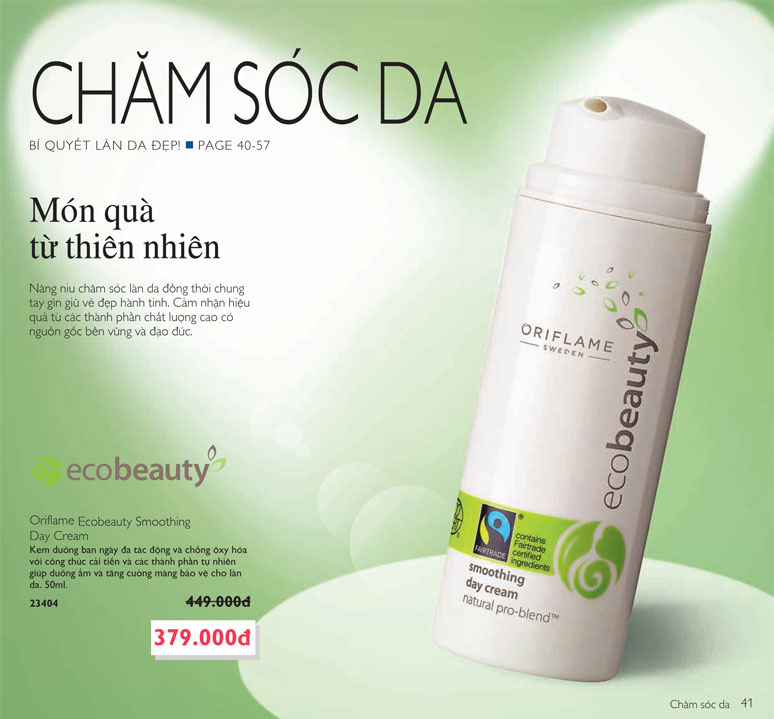 CHĂM SÓC DA
BÍ QUYẾT LÀN DA ĐẸP! ■ PAGE 40-57
Món quà
từ thiên nhiên
Nâng niu chăm sóc làn da đồng thời chung
tay gìn giữ vẻ đẹp hành tinh. Cảm nhận hiệu
quả từ các thành phần chất lượng cao có
nguồn gốc bền vững và đạo đức.
ecobeauty
Oriflame Ecobeauty Smoothing
Day Cream
Kem dưỡng ban ngày đa tác động và chống ôxy hóa
với công thức cải tiến và các thành phần tự nhiên
giúp dưỡng ẩm và tăng cường màng bảo vệ cho làn
da. 50ml.
23404 449.000đ
379.000đ
ORIFLAME
SWEDEN
ecobeauty
FAIRTRADE
®
contains
Fairtrade
certified
ingredients
smoothing
day cream
natural pro-blend™
Chăm sóc da 41